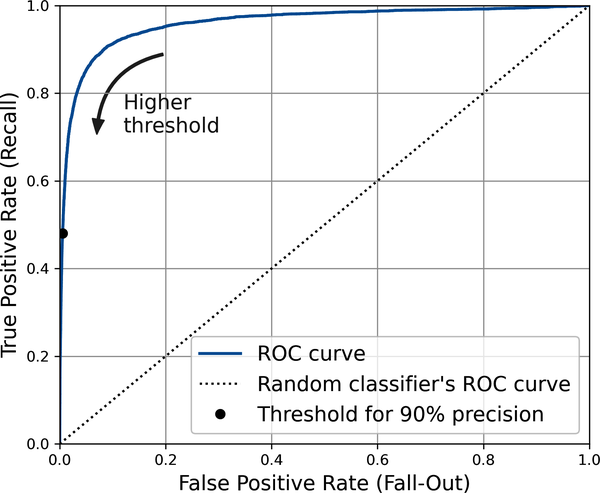 1.0
0.8
0.6
0.4
0.2
0.0
True Positive Rate (Recall)
Higher
threshold
ROC curve
Random classifier's ROC curve
Threshold for 90% precision
0.0 0.2 0.4 0.6 0.8 1.0
False Positive Rate (Fall-Out)